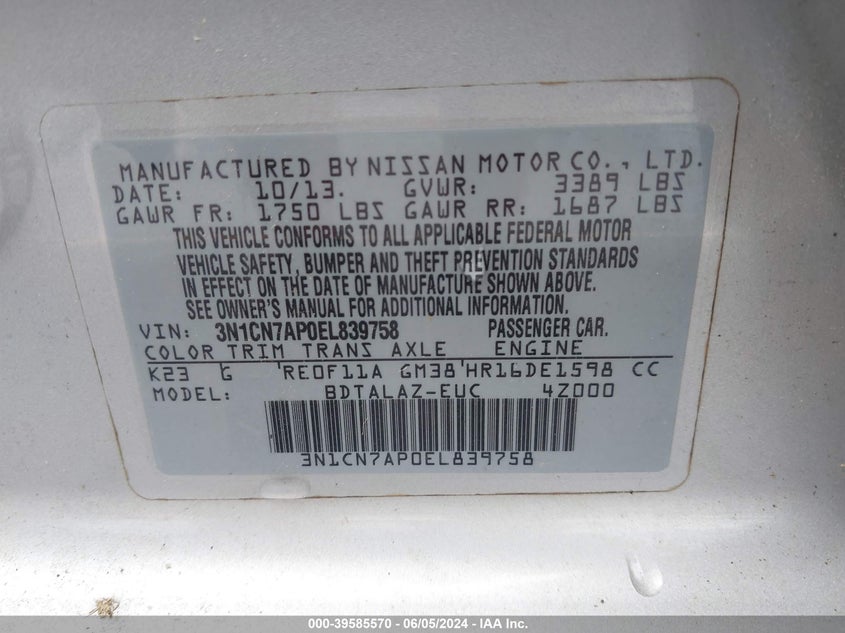 MANUFACTURED BY NISSAN MOTOR CO., LTD.
DATE: 10/13. GVWR: 3389 LBS
GAWR FR: 1750 LBS GAWR RR: 1687 LBS
THIS VEHICLE CONFORMS TO ALL APPLICABLE FEDERAL MOTOR
VEHICLE SAFETY, BUMPER AND THEFT PREVENTION STANDARDS
IN EFFECT ON THE DATE OF MANUFACTURE SHOWN ABOVE.
SEE OWNER'S MANUAL FOR ADDITIONAL INFORMATION.
VIN: 3N1CN7AP0EL839758 PASSENGER CAR.
COLOR TRIM TRANS AXLE ENGINE
K23 G 'RE0F11A GM38'HR16DE1598 CC
MODEL: BDTALAZ-EUC 4Z000
3N1CN7AP0EL839758
000-39585570 - 06/05/2024 - IAA Inc.